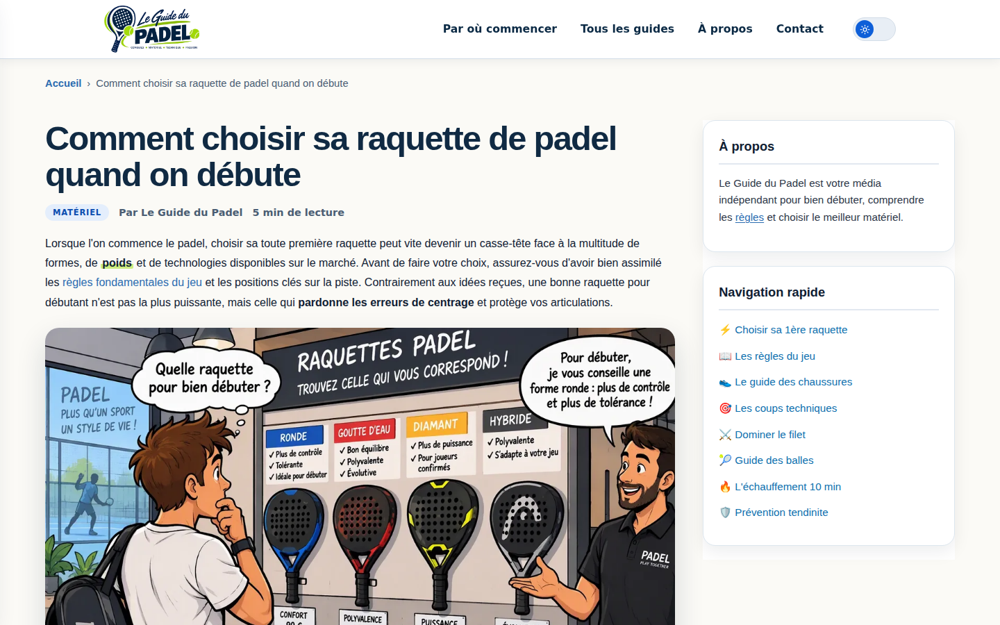 Le Guide du
PADEL
Par où commencer
Tous les guides
À propos
Contact
Accueil › Comment choisir sa raquette de padel quand on débute
Comment choisir sa raquette de padel
quand on débute
MATÉRIEL
Par Le Guide du Padel
5 min de lecture
Lorsque l'on commence le padel, choisir sa toute première raquette peut vite devenir un casse-tête face à la multitude de
formes, de poids et de technologies disponibles sur le marché. Avant de faire votre choix, assurez-vous d'avoir bien assimilé
les règles fondamentales du jeu et les positions clés sur la piste. Contrairement aux idées reçues, une bonne raquette pour
débutant n'est pas la plus puissante, mais celle qui pardonne les erreurs de centrage et protège vos articulations.
Quelle raquette
pour bien débuter ?
RAQUETTES PADEL
TROUVEZ CELLE QUI VOUS CORRESPOND !
Pour débuter,
je vous conseille une
forme ronde : plus de contrôle
et plus de tolérance !
PADEL
PLUS QU'UN SPORT
UN STYLE DE VIE !
RONDE
✓ Plus de contrôle
✓ Tolérante
✓ Idéale pour débuter
GOUTTE D'EAU
✓ Bon équilibre
✓ Polyvalente
✓ Évolutive
DIAMANT
✓ Plus de puissance
✓ Pour joueurs
confirmés
HYBRIDE
✓ Polyvalente
✓ S'adapte à votre jeu
PADEL
PLAY TOGETHER
CONFORT
POLYVALENCE
PUISSANCE
À propos
Le Guide du Padel est votre média
indépendant pour bien débuter, comprendre
les règles et choisir le meilleur matériel.
Navigation rapide
⚡ Choisir sa 1ère raquette
📖 Les règles du jeu
👟 Le guide des chaussures
🎯 Les coups techniques
⚔️ Dominer le filet
🎾 Guide des balles
🔥 L'échauffement 10 min
🛡️ Prévention tendinite